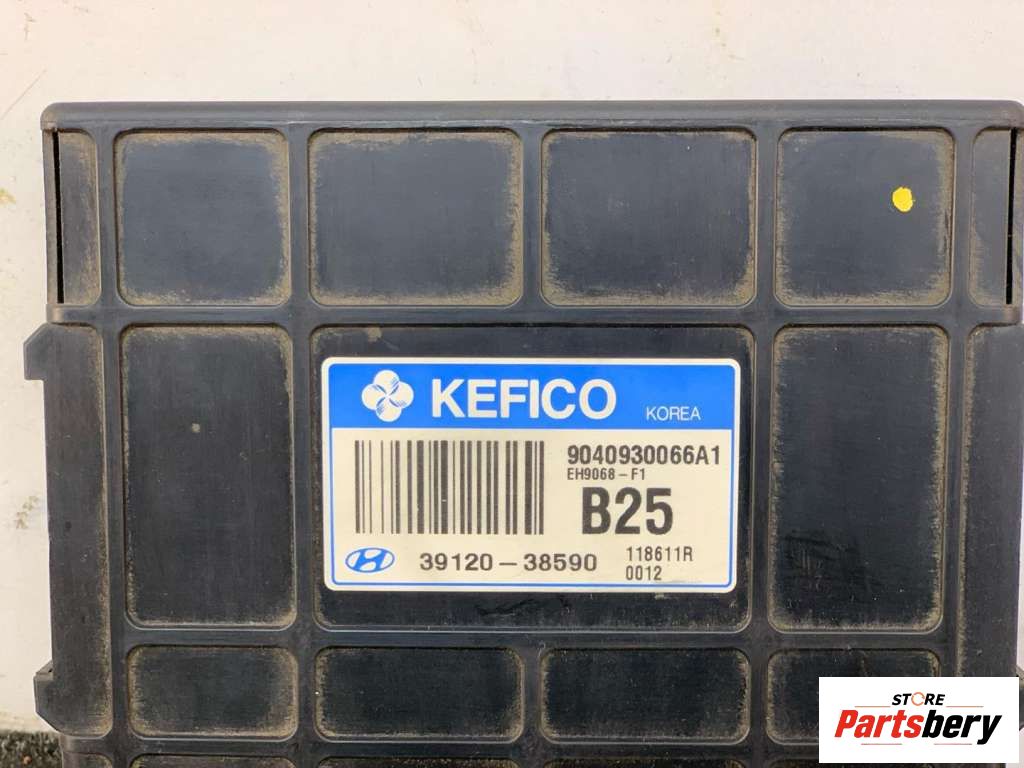 KEFICO KOREA
9040930066A1
EH9068-F1
B25
39120-38590
118611R
0012
STORE
Partsbery